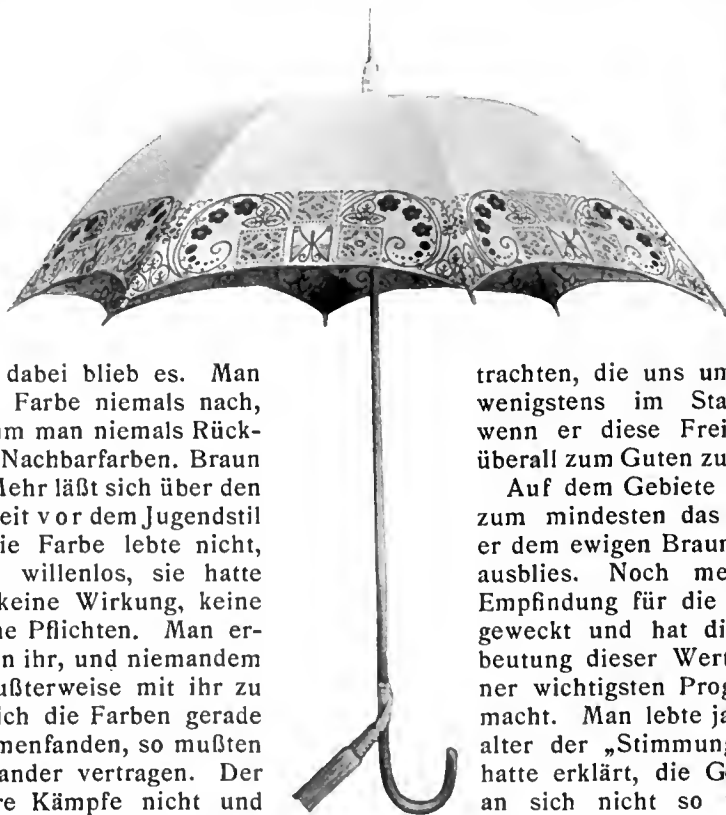 dabei blieb es. Man
Farbe niemals nach,
um man niemals Rück-
Nachbarfarben. Braun
Mehr läßt sich über den
eit vor dem Jugendstil
ie Farbe lebte nicht,
willenlos, sie hatte
keine Wirkung, keine
ne Pflichten. Man er-
n ihr, und niemandem
ußterweise mit ihr zu
ich die Farben gerade
menfanden, so mußten
ander vertragen. Der
re Kämpfe nicht und
trachten, die uns um
wenigstens im Sta
wenn er diese Frei
überall zum Guten zu
Auf dem Gebiete
zum mindesten das
er dem ewigen Braun
ausblies. Noch me
Empfindung für die
geweckt und hat di
beutung dieser Wert
ner wichtigsten Prog
macht. Man lebte ja
alter der „Stimmung
hatte erklärt, die G
an sich nicht so